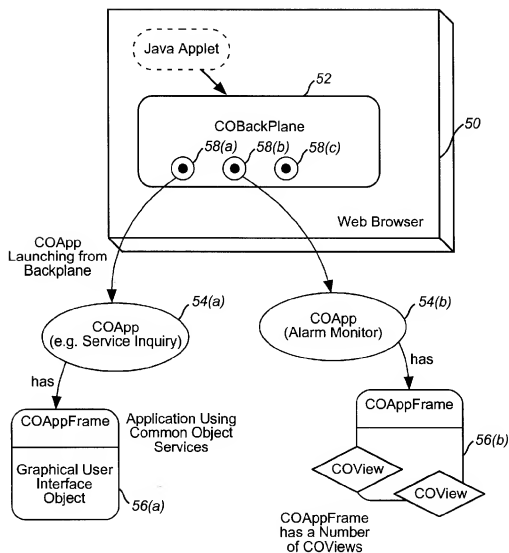 Java Applet
52
COBackPlane
58(a)
58(b)
58(c)
50
Web Browser
COApp
Launching from
Backplane
54(a)
COApp
(e.g. Service Inquiry)
54(b)
COApp
(Alarm Monitor)
has
has
COAppFrame
Graphical User
Interface
Object
56(a)
Application Using
Common Object
Services
COAppFrame
56(b)
COView
COView
COAppFrame
has a Number
of COViews